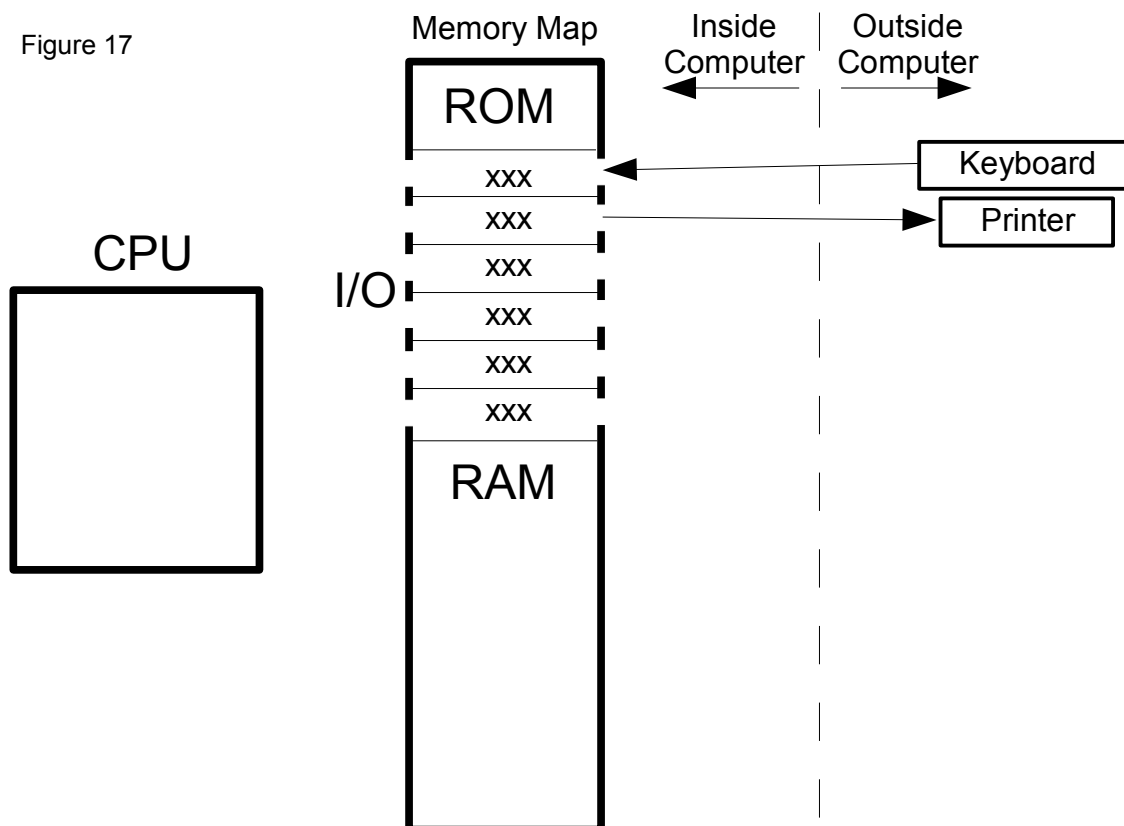 Figure 17
Memory Map
Inside
Computer
Outside
Computer
ROM
xxx
Keyboard
xxx
Printer
CPU
xxx
I/O
xxx
xxx
xxx
RAM